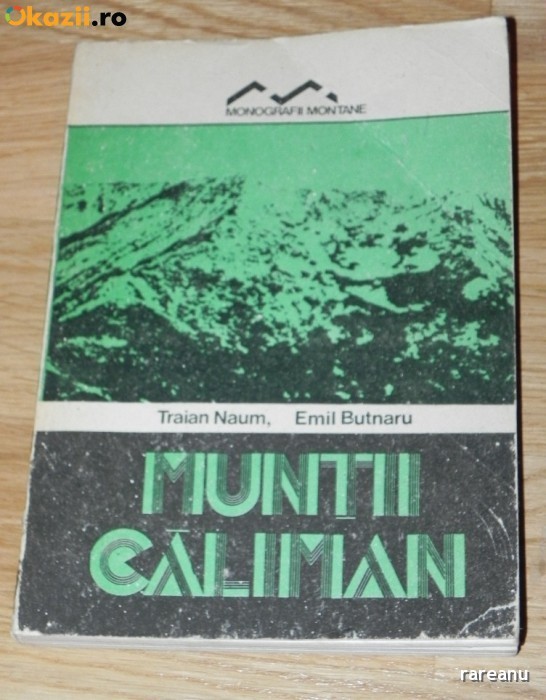 Okazii.ro
MONOGRAFII MONTANE
Traian Naum, Emil Butnaru
MUNȚII
CĂLIMAN
rareanu